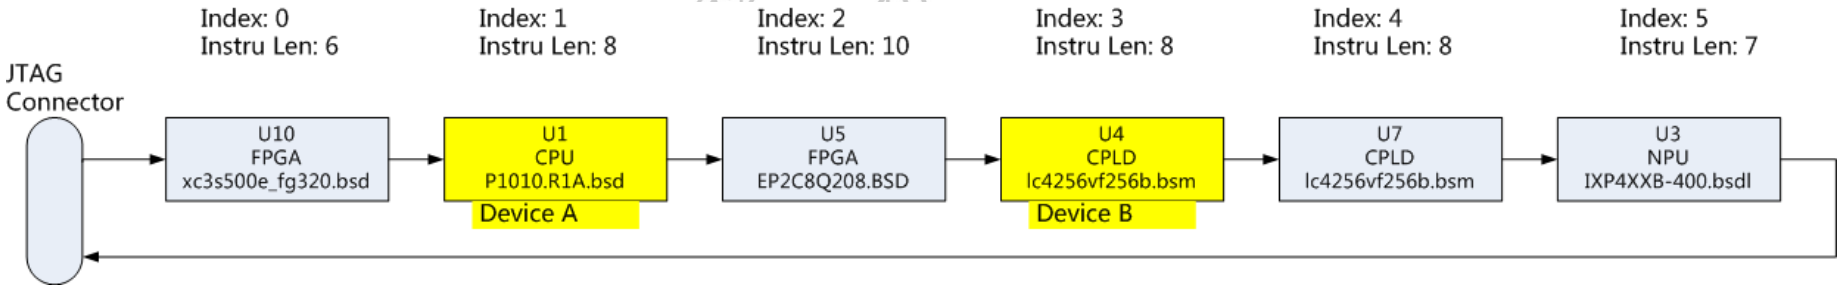 Index: 0
Instru Len: 6
Index: 1
Instru Len: 8
Index: 2
Instru Len: 10
Index: 3
Instru Len: 8
Index: 4
Instru Len: 8
Index: 5
Instru Len: 7
JTAG
Connector
U10
FPGA
xc3s500e_fg320.bsd
U1
CPU
P1010.R1A.bsd
Device A
U5
FPGA
EP2C8Q208.BSD
U4
CPLD
lc4256vf256b.bsm
Device B
U7
CPLD
lc4256vf256b.bsm
U3
NPU
IXP4XXB-400.bsdl